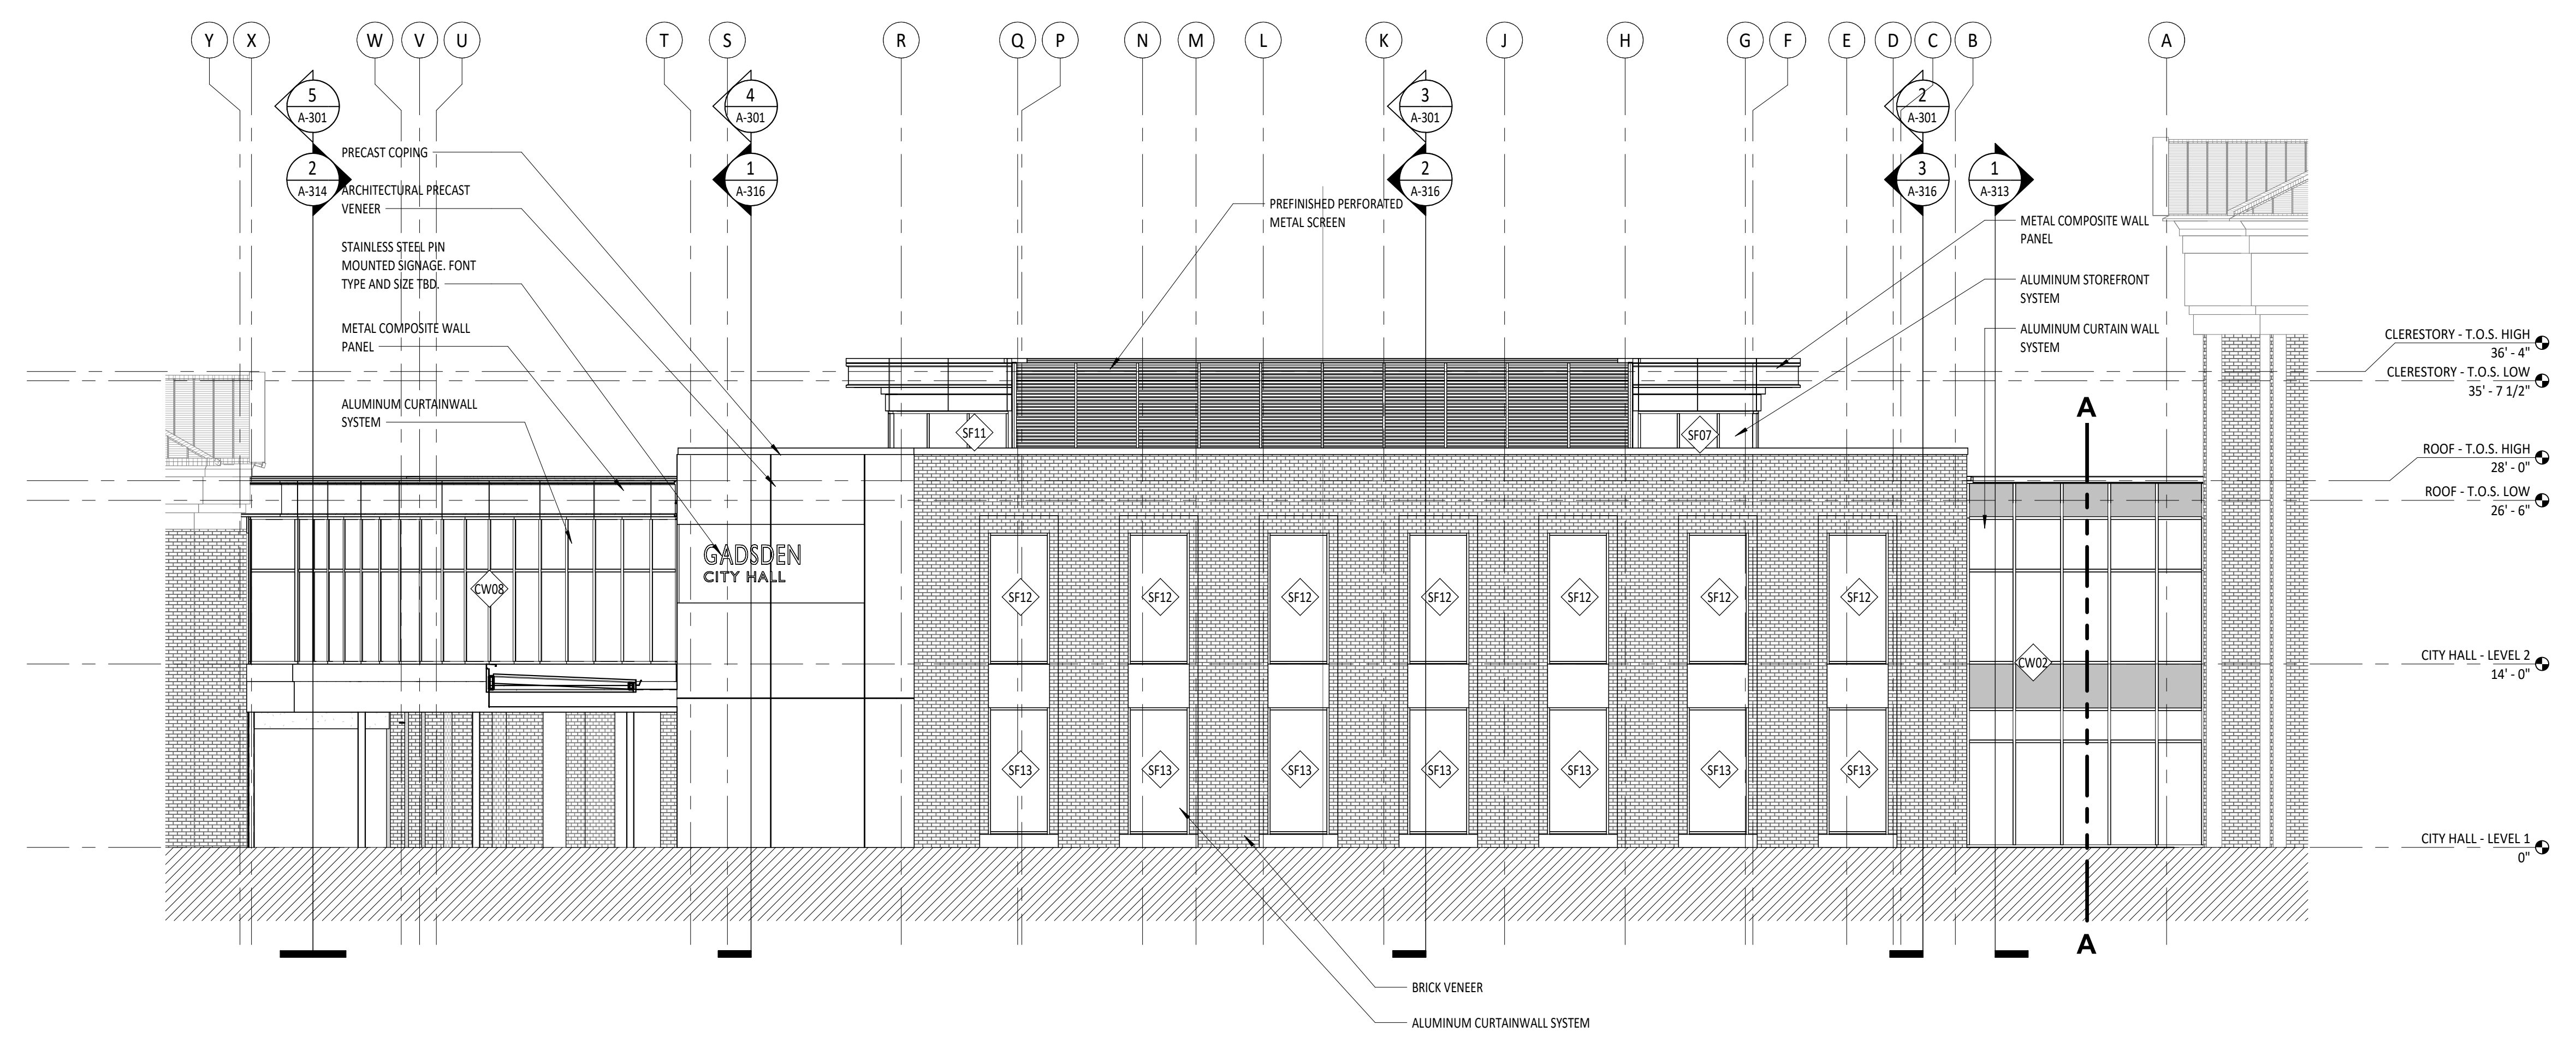 Y X W V U T S R Q P N M L K J H G F E D C B A
5
A-301
4
A-301
3
A-301
2
A-301
2
A-314
1
A-316
2
A-316
3
A-316
1
A-313
PRECAST COPING
ARCHITECTURAL PRECAST
VENEER
STAINLESS STEEL PIN
MOUNTED SIGNAGE. FONT
TYPE AND SIZE TBD.
METAL COMPOSITE WALL
PANEL
ALUMINUM CURTAINWALL
SYSTEM
PREFINISHED PERFORATED
METAL SCREEN
METAL COMPOSITE WALL
PANEL
ALUMINUM STOREFRONT
SYSTEM
ALUMINUM CURTAIN WALL
SYSTEM
CLERESTORY - T.O.S. HIGH
36' - 4"
CLERESTORY - T.O.S. LOW
35' - 7 1/2"
ROOF - T.O.S. HIGH
28' - 0"
ROOF - T.O.S. LOW
26' - 6"
CITY HALL - LEVEL 2
14' - 0"
CITY HALL - LEVEL 1
0"
A
SF11
SF07
GADSDEN
CITY HALL
CW08
SF12 SF12 SF12 SF12 SF12 SF12 SF12
CW02
SF13 SF13 SF13 SF13 SF13 SF13 SF13
A
BRICK VENEER
ALUMINUM CURTAINWALL SYSTEM